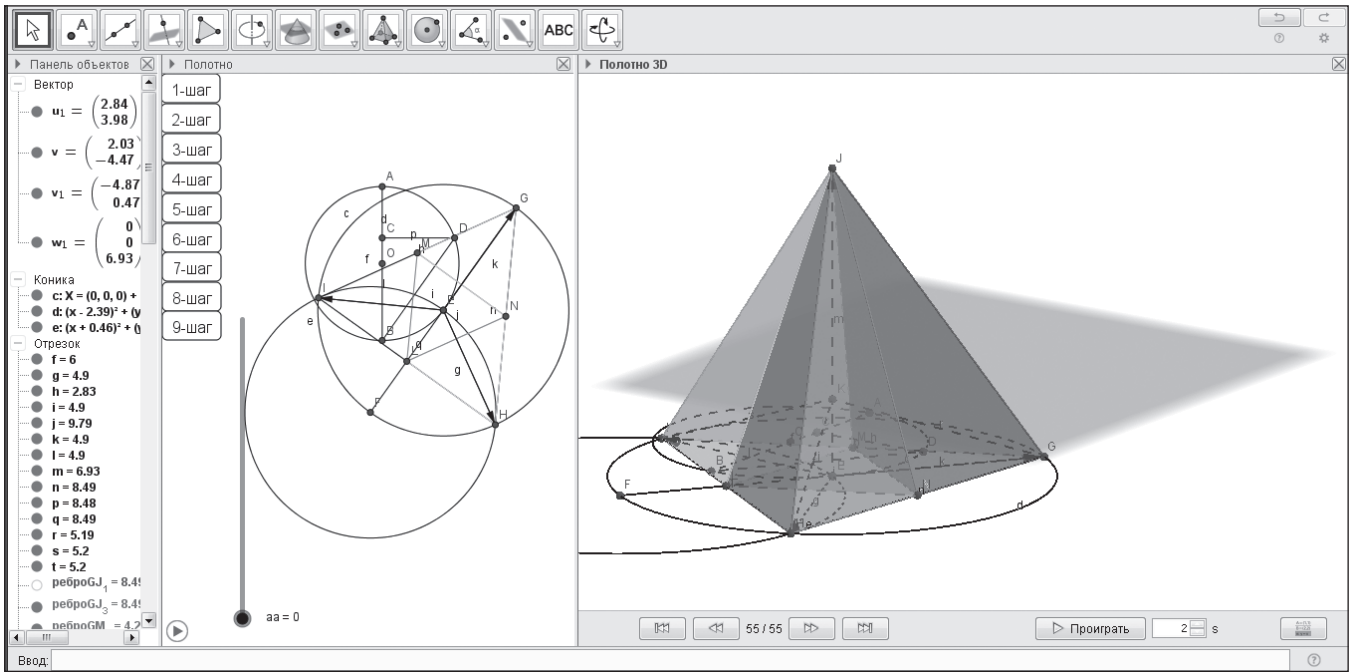 A
α
ABC
Панель объектов
Полотно
Полотно 3D
Вектор
u₁ = (2.84
3.98)
v = (2.03
−4.47)
v₁ = (−4.87
0.47)
w₁ = (0
0
6.93)
Коника
c: X = (0, 0, 0) +
d: (x - 2.39)² + (y
e: (x + 0.46)² + (y
Отрезок
f = 6
g = 4.9
h = 2.83
i = 4.9
j = 9.79
k = 4.9
l = 4.9
m = 6.93
n = 8.49
p = 8.48
q = 8.49
r = 5.19
s = 5.2
t = 5.2
реброGJ₁ = 8.49
реброGJ₃ = 8.49
реброGM = 4.2
1-шаг
2-шаг
3-шаг
4-шаг
5-шаг
6-шаг
7-шаг
8-шаг
9-шаг
A
G
c
d
C
p
D
M
O
f
k
I
i
E
j
n
N
e
B
q
L
g
F
H
aa = 0
J
m
K
A
G
B
k
F
d
55 / 55
Проиграть
2
s
Ввод: